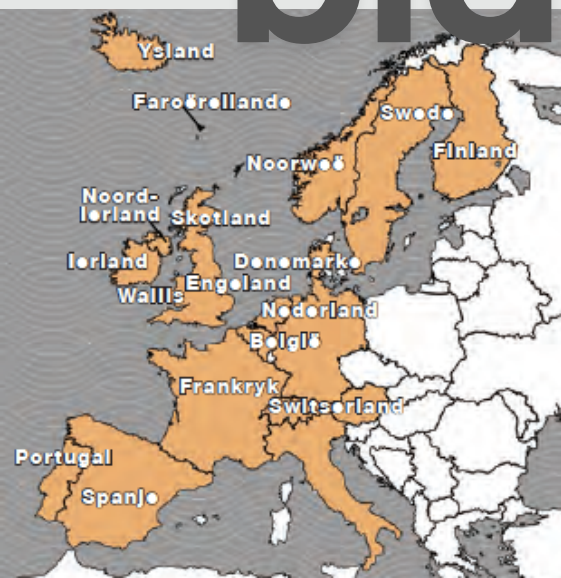 Ysland
Faroëreilande
Swede
Finland
Noorweë
Noord-
Ierland
Skotland
Ierland
Denemarke
Engeland
Wallis
Nederland
België
Frankryk
Switserland
Portugal
Spanje